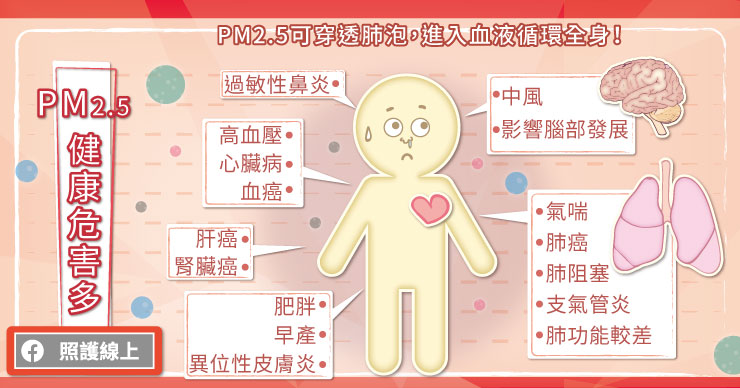 PM2.5可穿透肺泡，進入血液循環全身！
PM2.5
健康危害多
過敏性鼻炎•
高血壓•
心臟病•
血癌•
肝癌•
腎臟癌•
肥胖•
早產•
異位性皮膚炎•
•中風
•影響腦部發展
•氣喘
•肺癌
•肺阻塞
•支氣管炎
•肺功能較差
照護線上